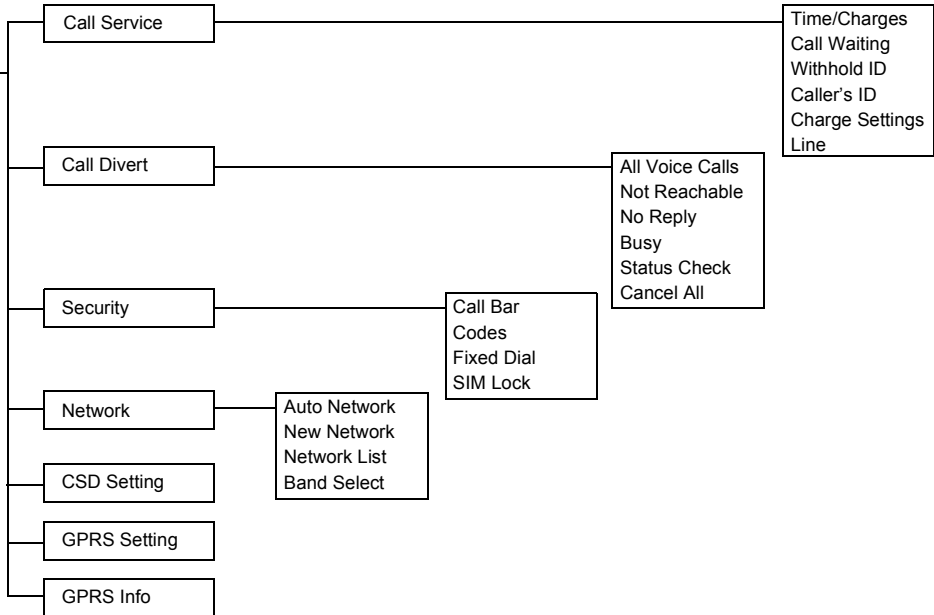 Call Service
Time/Charges
Call Waiting
Withhold ID
Caller's ID
Charge Settings
Line
Call Divert
All Voice Calls
Not Reachable
No Reply
Busy
Status Check
Cancel All
Security
Call Bar
Codes
Fixed Dial
SIM Lock
Network
Auto Network
New Network
Network List
Band Select
CSD Setting
GPRS Setting
GPRS Info